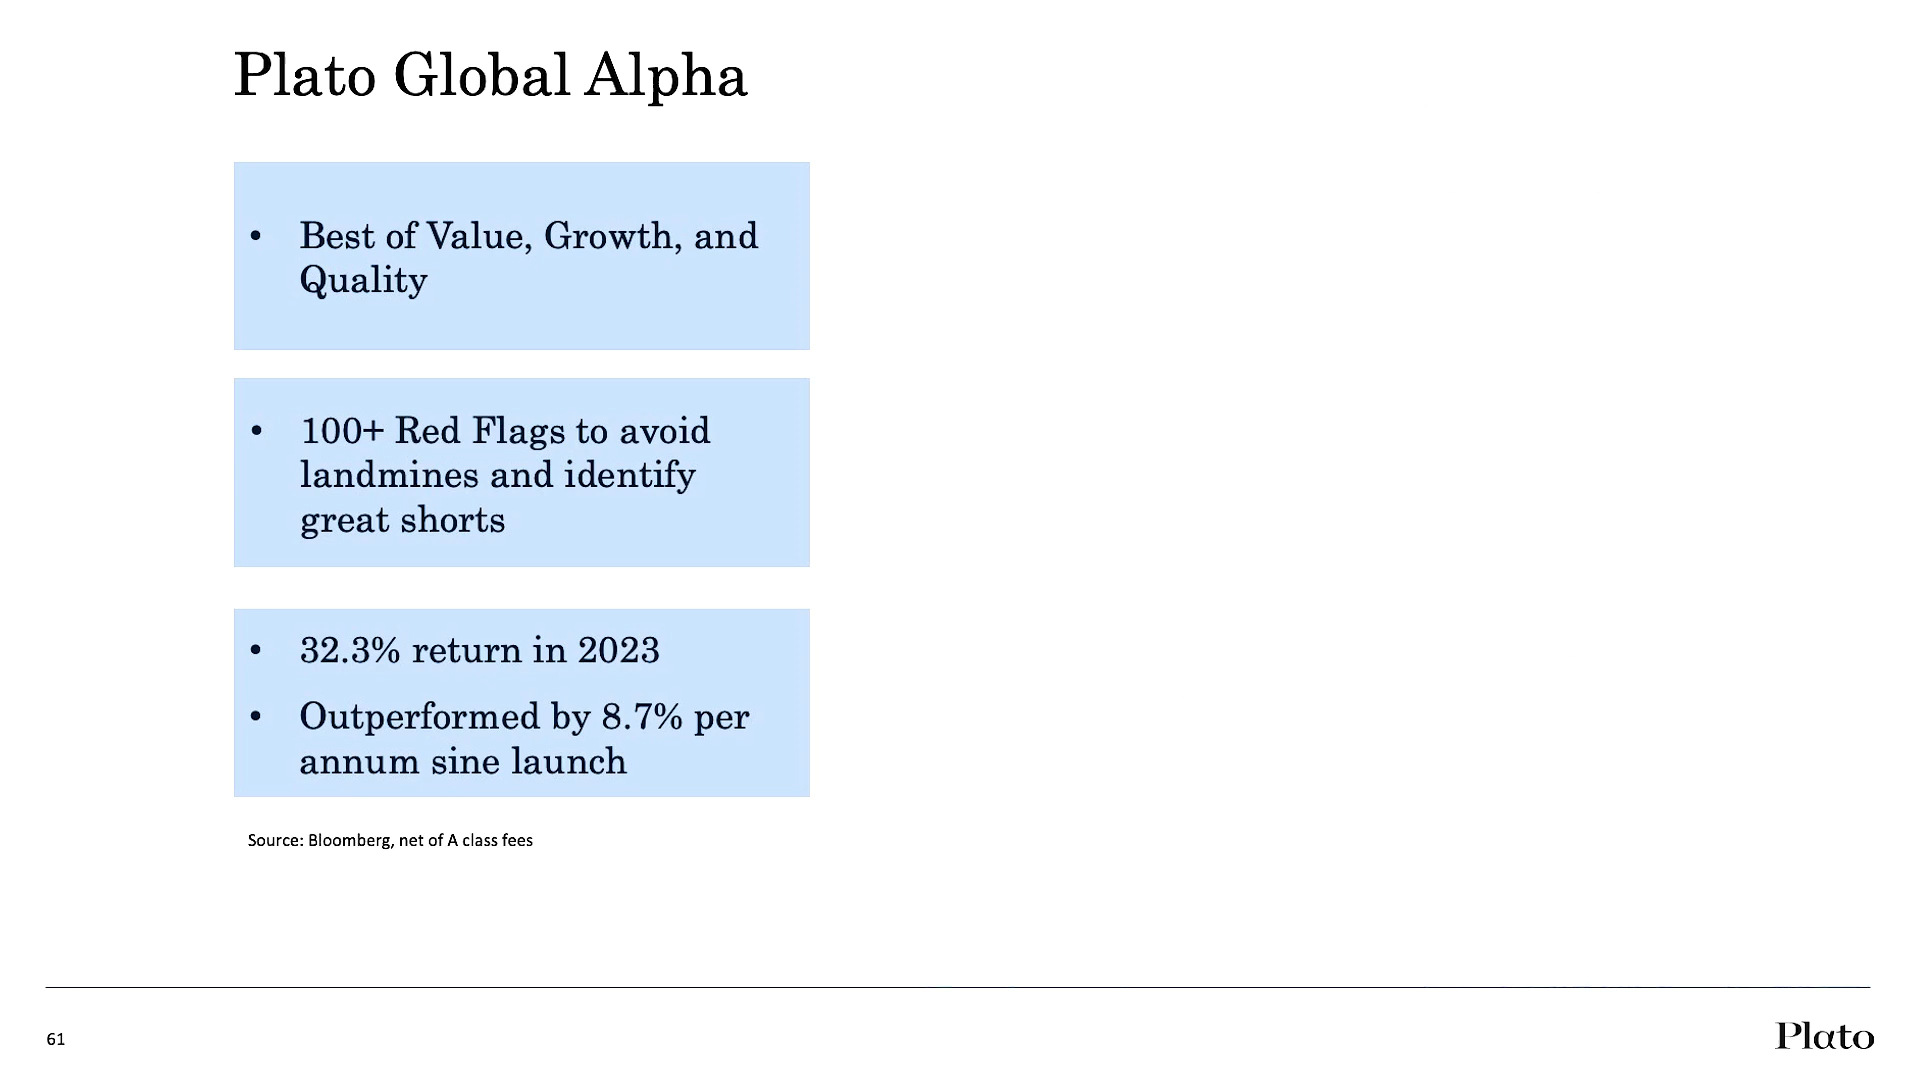 Plato Global Alpha
• Best of Value, Growth, and
Quality
• 100+ Red Flags to avoid
landmines and identify
great shorts
• 32.3% return in 2023
• Outperformed by 8.7% per
annum sine launch
Source: Bloomberg, net of A class fees
61
Plato